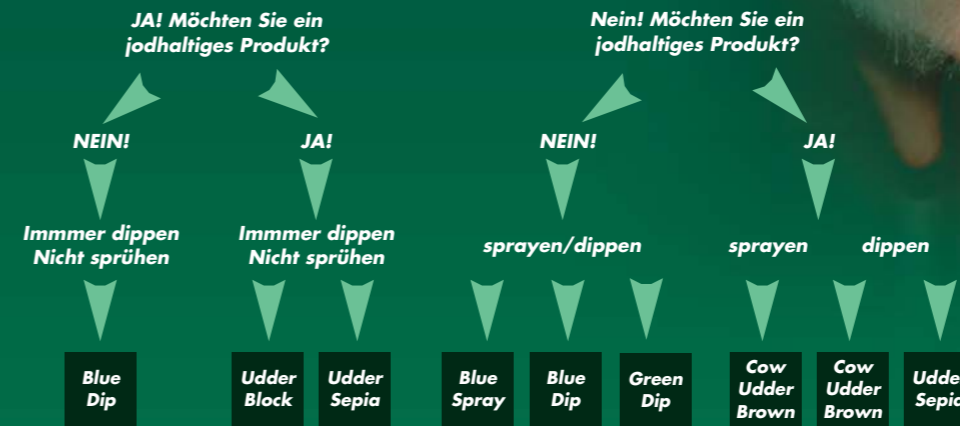 JA! Möchten Sie ein
jodhaltiges Produkt?
Nein! Möchten Sie ein
jodhaltiges Produkt?
NEIN!
JA!
NEIN!
JA!
Immmer dippen
Nicht sprühen
Immmer dippen
Nicht sprühen
sprayen/dippen
sprayen
dippen
Blue
Dip
Udder
Block
Udder
Sepia
Blue
Spray
Blue
Dip
Green
Dip
Cow
Udder
Brown
Cow
Udder
Brown
Udde
Sepia